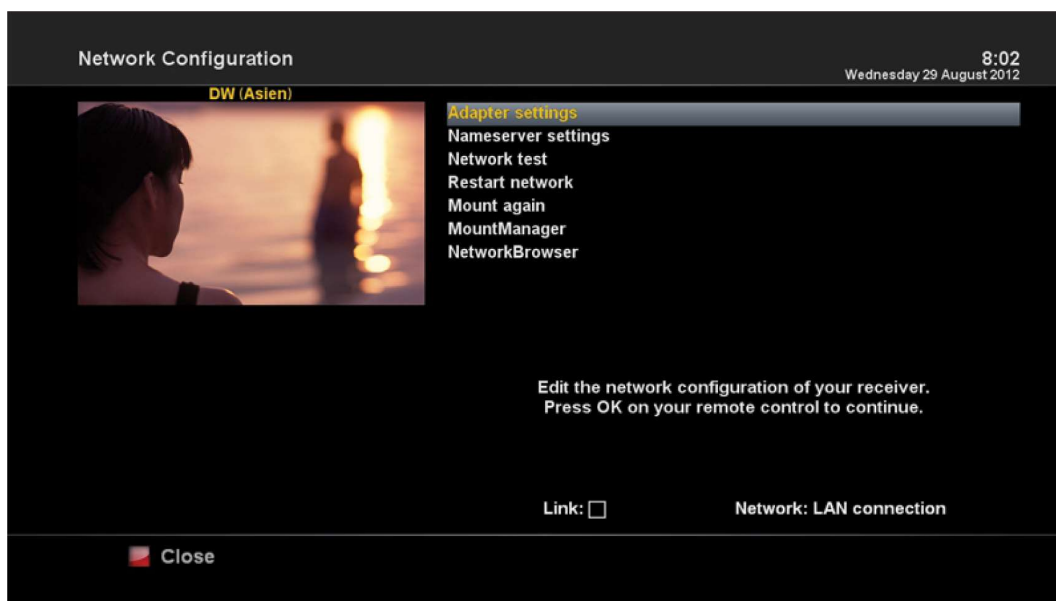 Network Configuration
8:02
Wednesday 29 August 2012
DW (Asien)
Adapter settings
Nameserver settings
Network test
Restart network
Mount again
MountManager
NetworkBrowser
Edit the network configuration of your receiver.
Press OK on your remote control to continue.
Link:
Network: LAN connection
Close